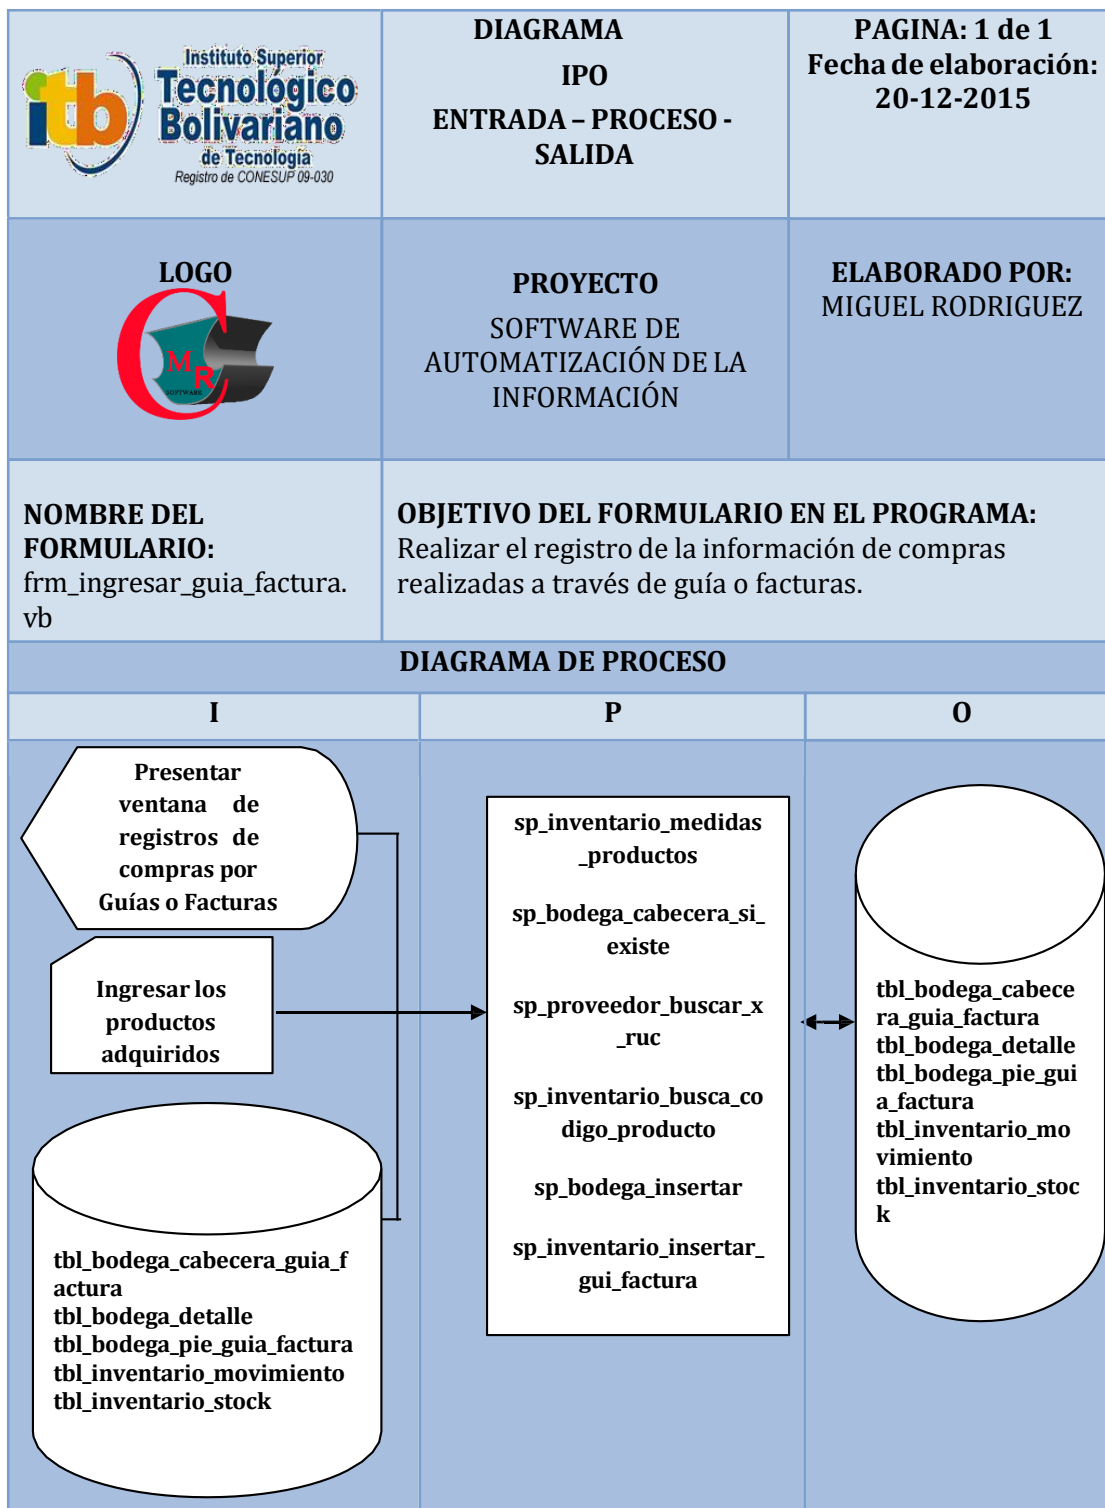 itb
Instituto Superior
Tecnológico
Bolivariano
de Tecnología
Registro de CONESUP 09-030
DIAGRAMA
IPO
ENTRADA – PROCESO -
SALIDA
PAGINA: 1 de 1
Fecha de elaboración:
20-12-2015
LOGO
C
M
R
SOFTWARE
PROYECTO
SOFTWARE DE
AUTOMATIZACIÓN DE LA
INFORMACIÓN
ELABORADO POR:
MIGUEL RODRIGUEZ
NOMBRE DEL
FORMULARIO:
frm_ingresar_guia_factura.
vb
OBJETIVO DEL FORMULARIO EN EL PROGRAMA:
Realizar el registro de la información de compras
realizadas a través de guía o facturas.
DIAGRAMA DE PROCESO
I
P
O
Presentar
ventana de
registros de
compras por
Guías o Facturas
Ingresar los
productos
adquiridos
tbl_bodega_cabecera_guia_f
actura
tbl_bodega_detalle
tbl_bodega_pie_guia_factura
tbl_inventario_movimiento
tbl_inventario_stock
sp_inventario_medidas
_productos
sp_bodega_cabecera_si_
existe
sp_proveedor_buscar_x
_ruc
sp_inventario_busca_co
digo_producto
sp_bodega_insertar
sp_inventario_insertar_
gui_factura
tbl_bodega_cabece
ra_guia_factura
tbl_bodega_detalle
tbl_bodega_pie_gui
a_factura
tbl_inventario_mo
vimiento
tbl_inventario_stoc
k